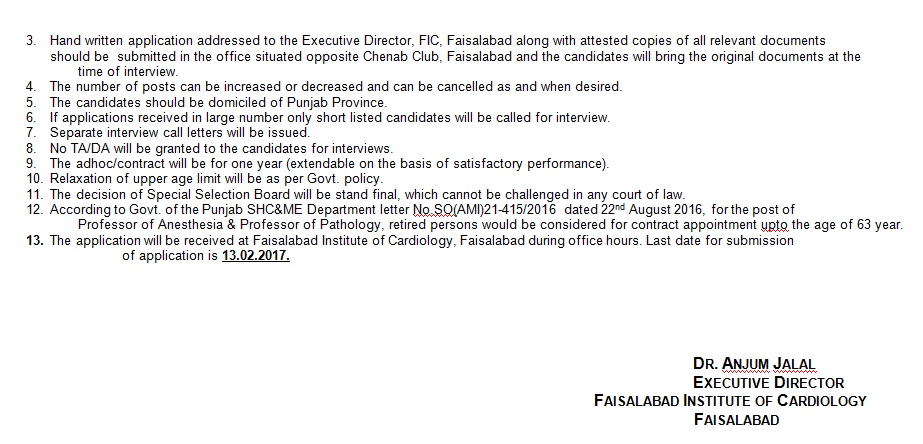 3. Hand written application addressed to the Executive Director, FIC, Faisalabad along with attested copies of all relevant documents
should be submitted in the office situated opposite Chenab Club, Faisalabad and the candidates will bring the original documents at the
time of interview.
4. The number of posts can be increased or decreased and can be cancelled as and when desired.
5. The candidates should be domiciled of Punjab Province.
6. If applications received in large number only short listed candidates will be called for interview.
7. Separate interview call letters will be issued.
8. No TA/DA will be granted to the candidates for interviews.
9. The adhoc/contract will be for one year (extendable on the basis of satisfactory performance).
10. Relaxation of upper age limit will be as per Govt. policy.
11. The decision of Special Selection Board will be stand final, which cannot be challenged in any court of law.
12. According to Govt. of the Punjab SHC&ME Department letter No.SO(AMI)21-415/2016 dated 22nd August 2016, for the post of
Professor of Anesthesia & Professor of Pathology, retired persons would be considered for contract appointment upto the age of 63 year.
13. The application will be received at Faisalabad Institute of Cardiology, Faisalabad during office hours. Last date for submission
of application is 13.02.2017.
DR. ANJUM JALAL
EXECUTIVE DIRECTOR
FAISALABAD INSTITUTE OF CARDIOLOGY
FAISALABAD